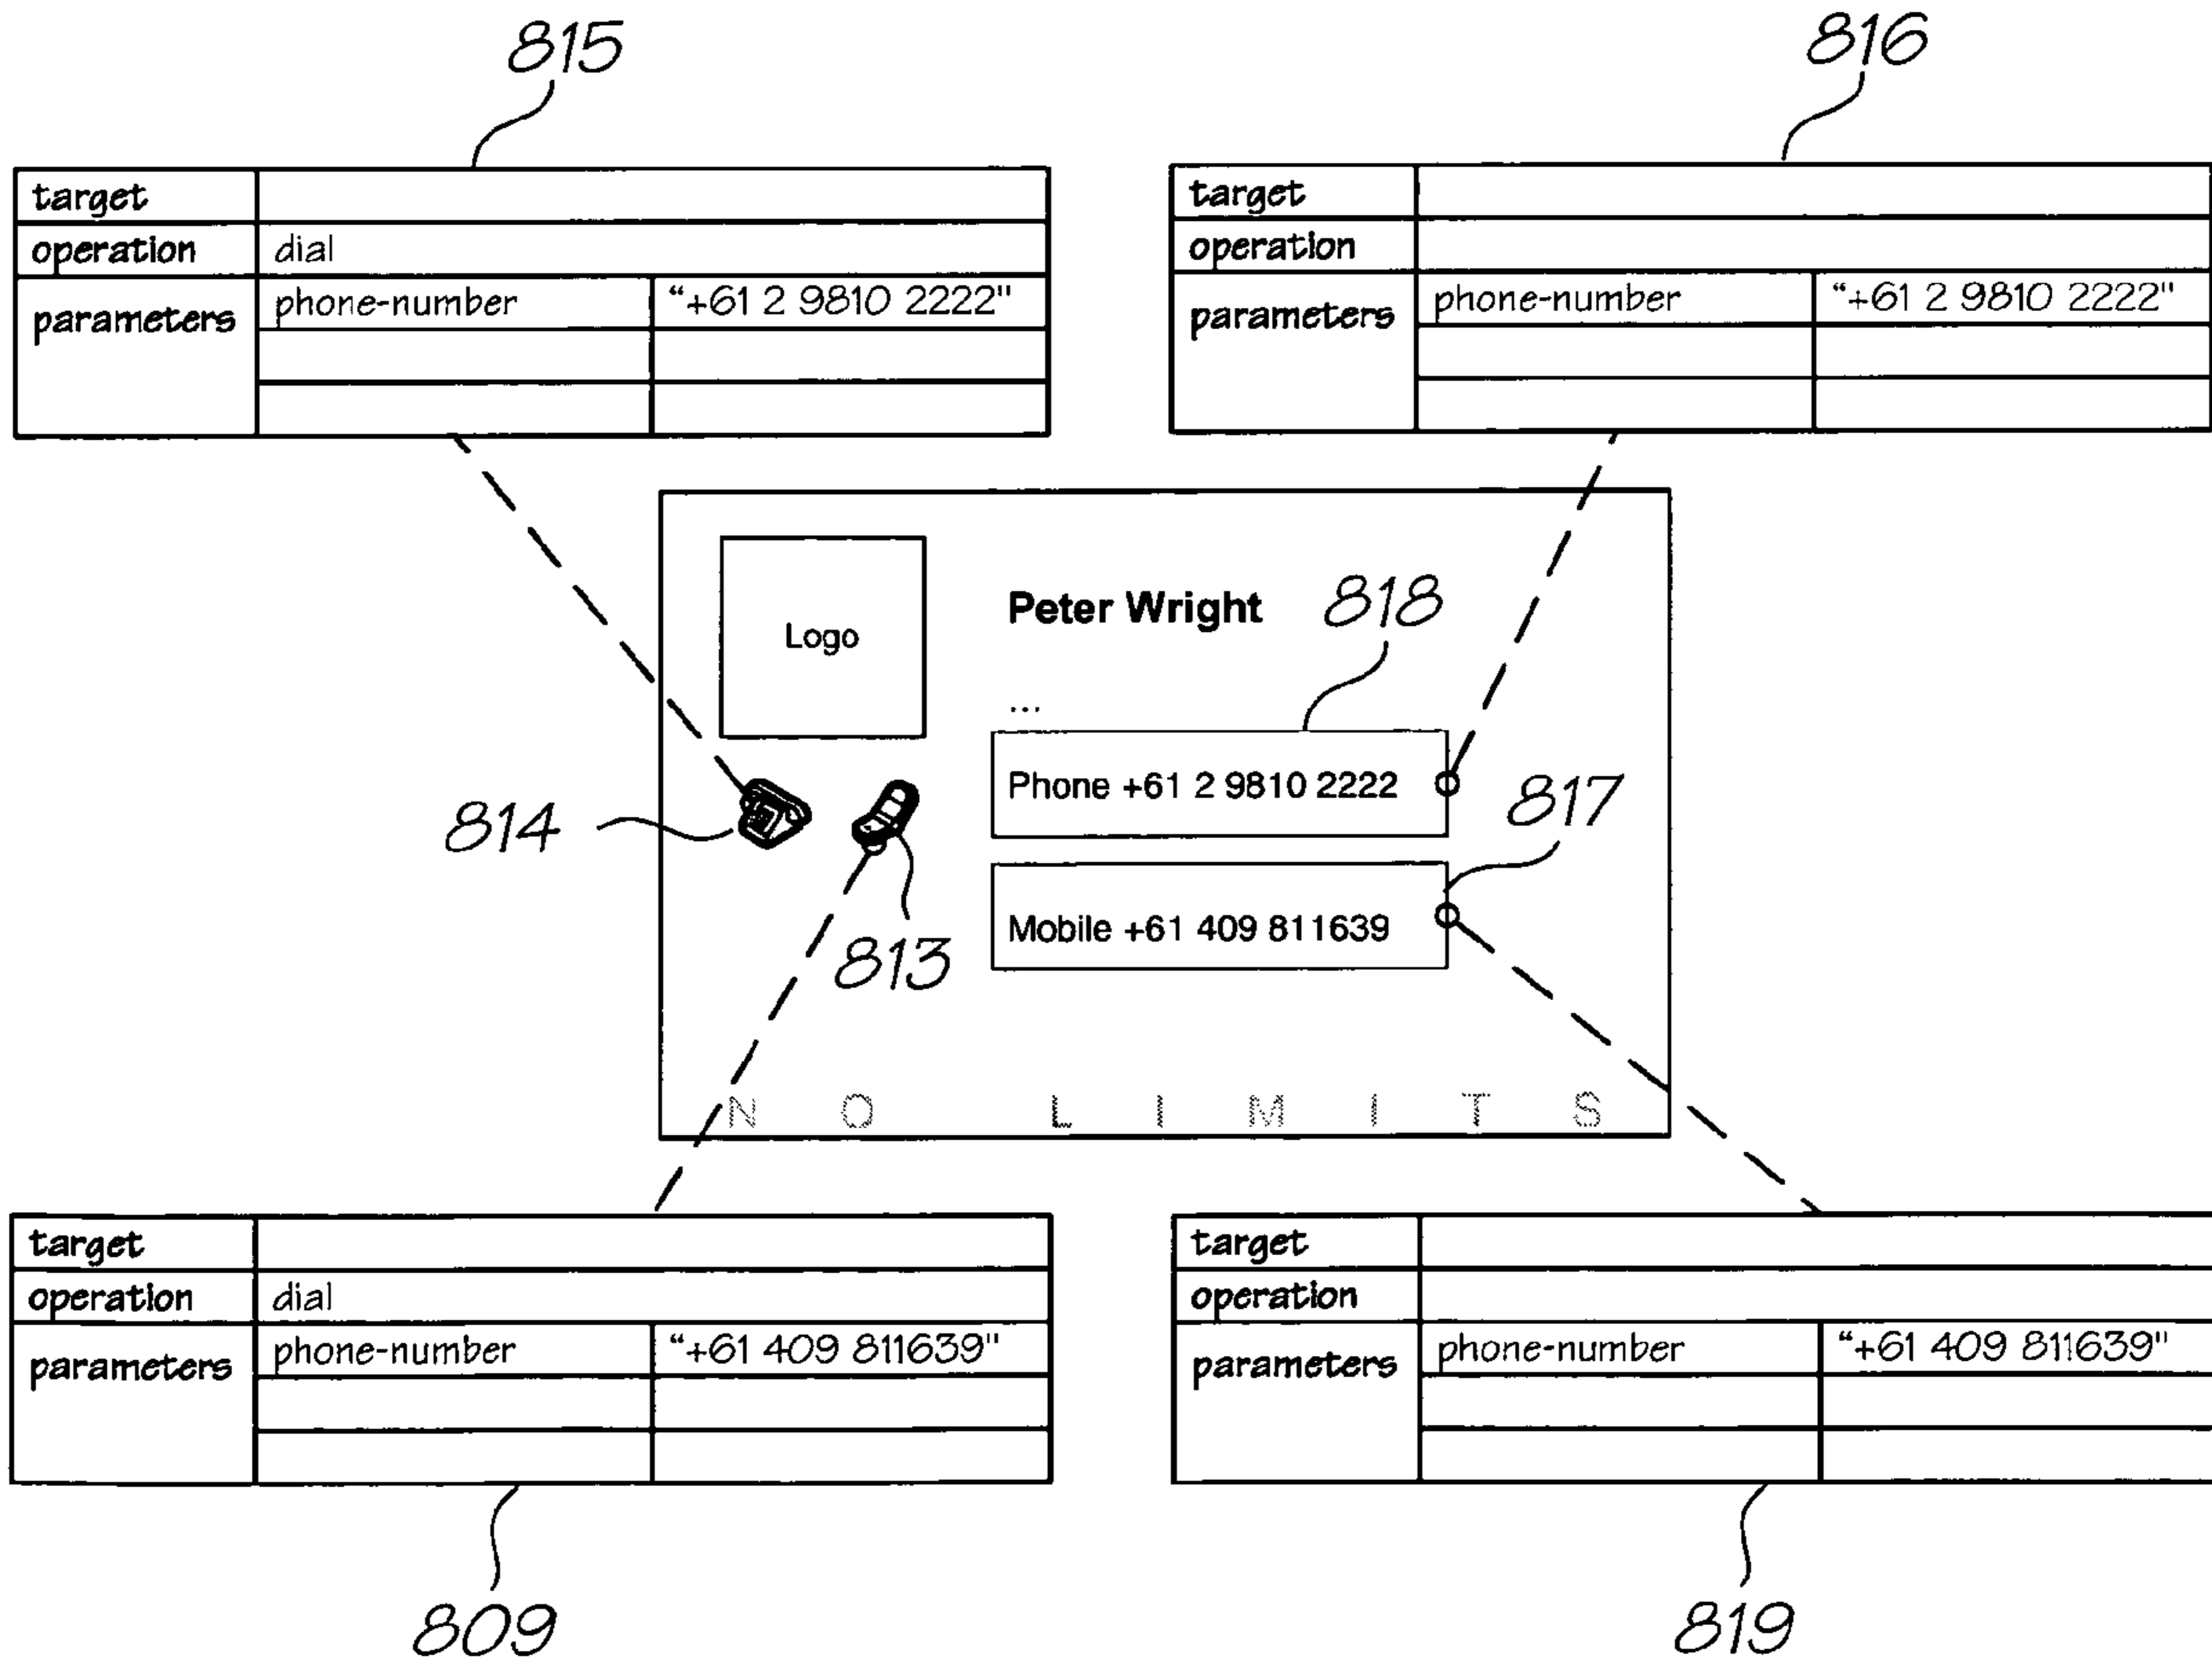 815
816
target
operation dial
parameters phone-number “+61 2 9810 2222"
target
operation
parameters phone-number “+61 2 9810 2222"
Logo
Peter Wright
818
...
Phone +61 2 9810 2222
817
814
813
Mobile +61 409 811639
N O L I M I T S
target
operation dial
parameters phone-number “+61 409 811639"
target
operation
parameters phone-number “+61 409 811639"
809
819